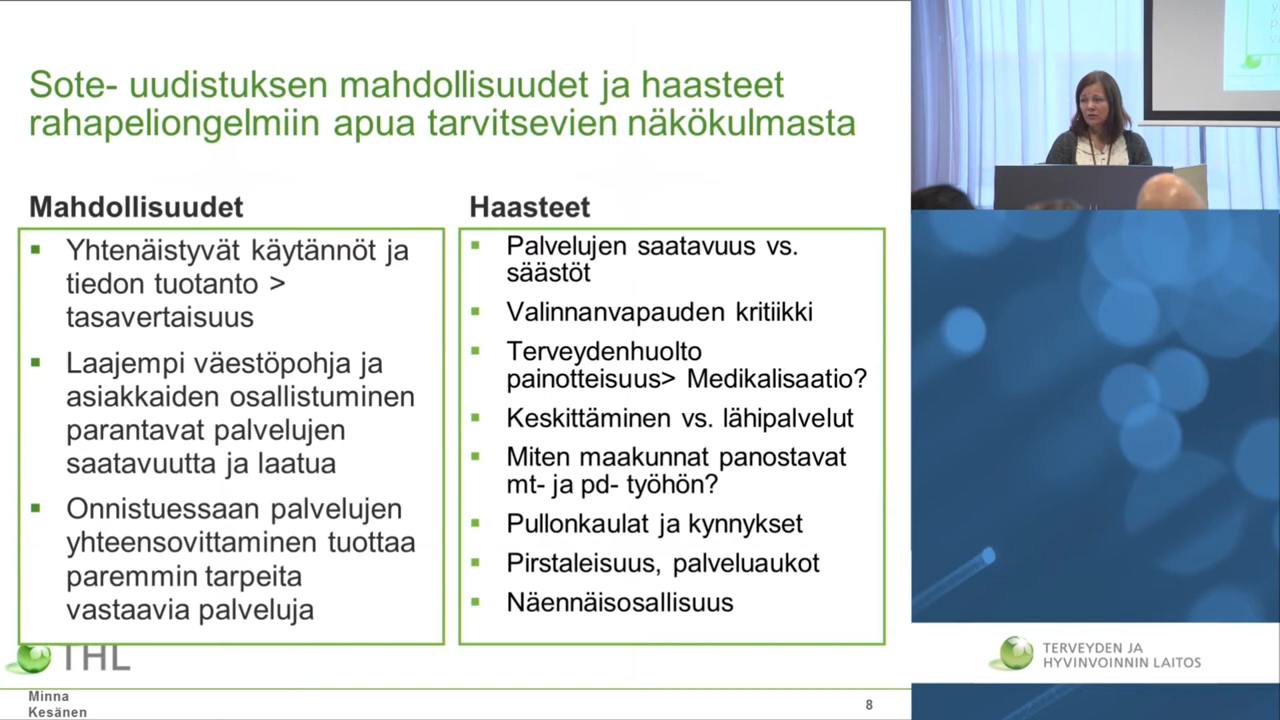 Sote- uudistuksen mahdollisuudet ja haasteet
rahapeliongelmiin apua tarvitsevien näkökulmasta
Mahdollisuudet
▪ Yhtenäistyvät käytännöt ja
tiedon tuotanto >
tasavertaisuus
▪ Laajempi väestöpohja ja
asiakkaiden osallistuminen
parantavat palvelujen
saatavuutta ja laatua
▪ Onnistuessaan palvelujen
yhteensovittaminen tuottaa
paremmin tarpeita
vastaavia palveluja
Haasteet
▪ Palvelujen saatavuus vs.
säästöt
▪ Valinnanvapauden kritiikki
▪ Terveydenhuolto
painotteisuus> Medikalisaatio?
▪ Keskittäminen vs. lähipalvelut
▪ Miten maakunnat panostavat
mt- ja pd- työhön?
▪ Pullonkaulat ja kynnykset
▪ Pirstaleisuus, palveluaukot
▪ Näennäisosallisuus
THL
Minna
Kesänen
8
TERVEYDEN JA
HYVINVOINNIN LAITOS